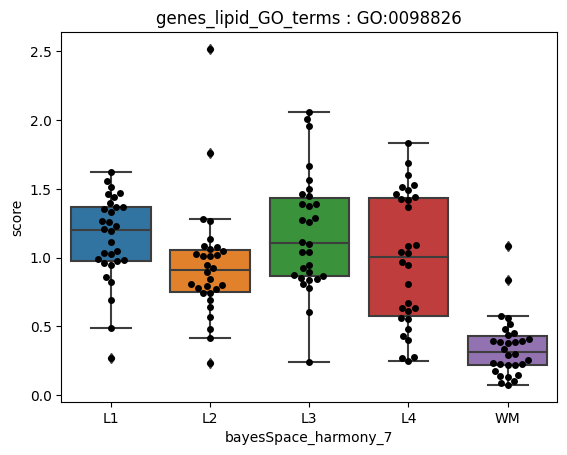 genes_lipid_GO_terms : GO:0098826
2.5
2.0
1.5
1.0
0.5
0.0
score
L1 L2 L3 L4 WM
bayesSpace_harmony_7